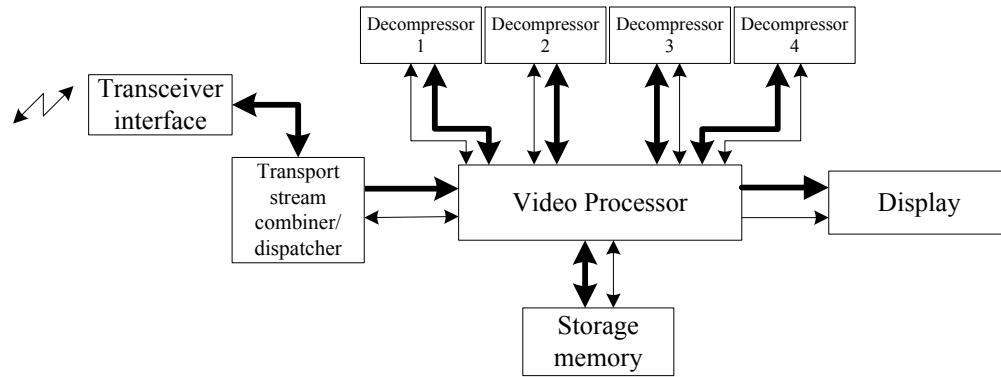 Decompressor
1
Decompressor
2
Decompressor
3
Decompressor
4
Transceiver
interface
Transport
stream
combiner/
dispatcher
Video Processor
Display
Storage
memory